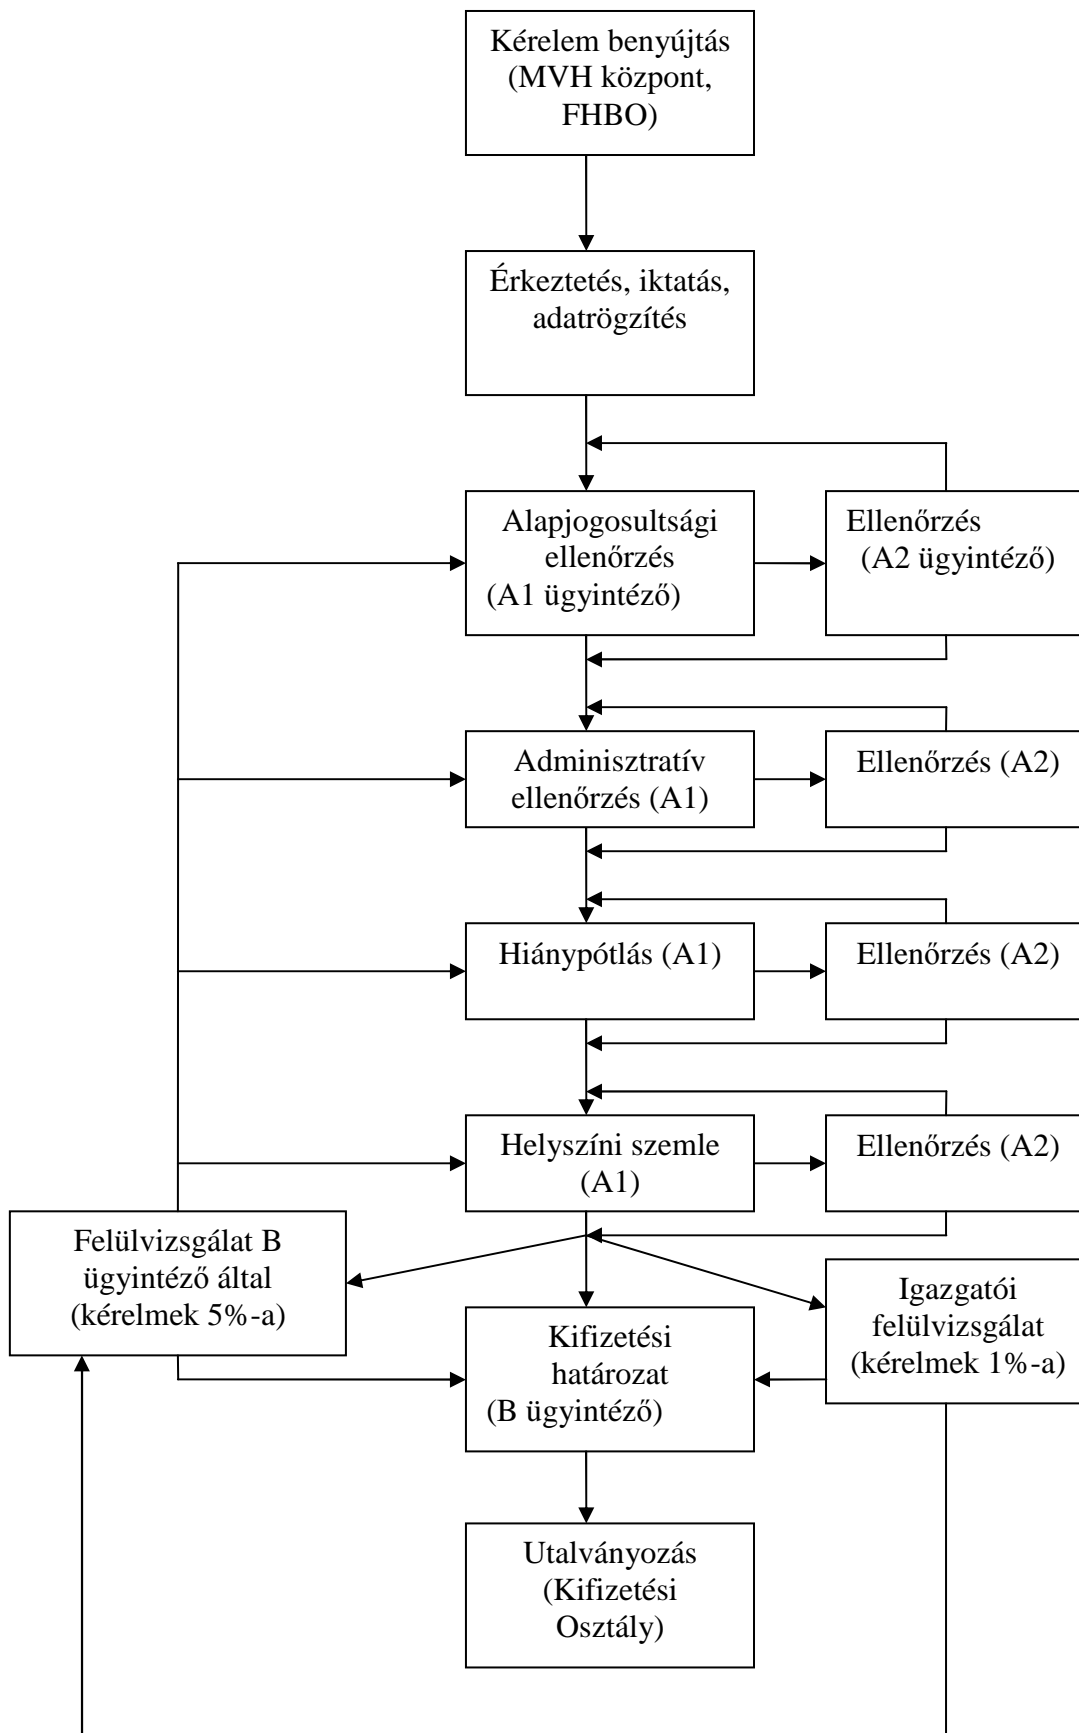 Kérelem benyújtás
(MVH központ,
FHBO)
Érkeztetés, iktatás,
adatrögzítés
Alapjogosultsági
ellenőrzés
(A1 ügyintéző)
Ellenőrzés
(A2 ügyintéző)
Adminisztratív
ellenőrzés (A1)
Ellenőrzés (A2)
Hiánypótlás (A1)
Ellenőrzés (A2)
Helyszíni szemle
(A1)
Ellenőrzés (A2)
Felülvizsgálat B
ügyintéző által
(kérelmek 5%-a)
Igazgatói
felülvizsgálat
(kérelmek 1%-a)
Kifizetési
határozat
(B ügyintéző)
Utalványozás
(Kifizetési
Osztály)